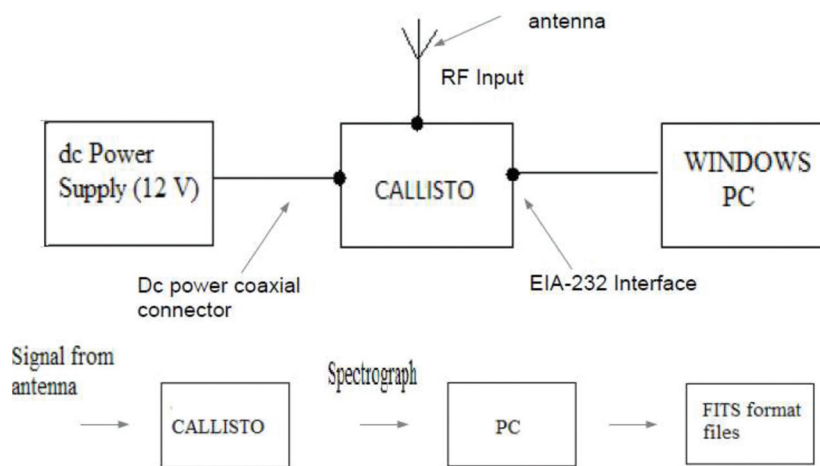 antenna
RF Input
dc Power
Supply (12 V)
CALLISTO
WINDOWS
PC
Dc power coaxial
connector
EIA-232 Interface
Signal from
antenna
Spectrograph
CALLISTO
PC
FITS format
files